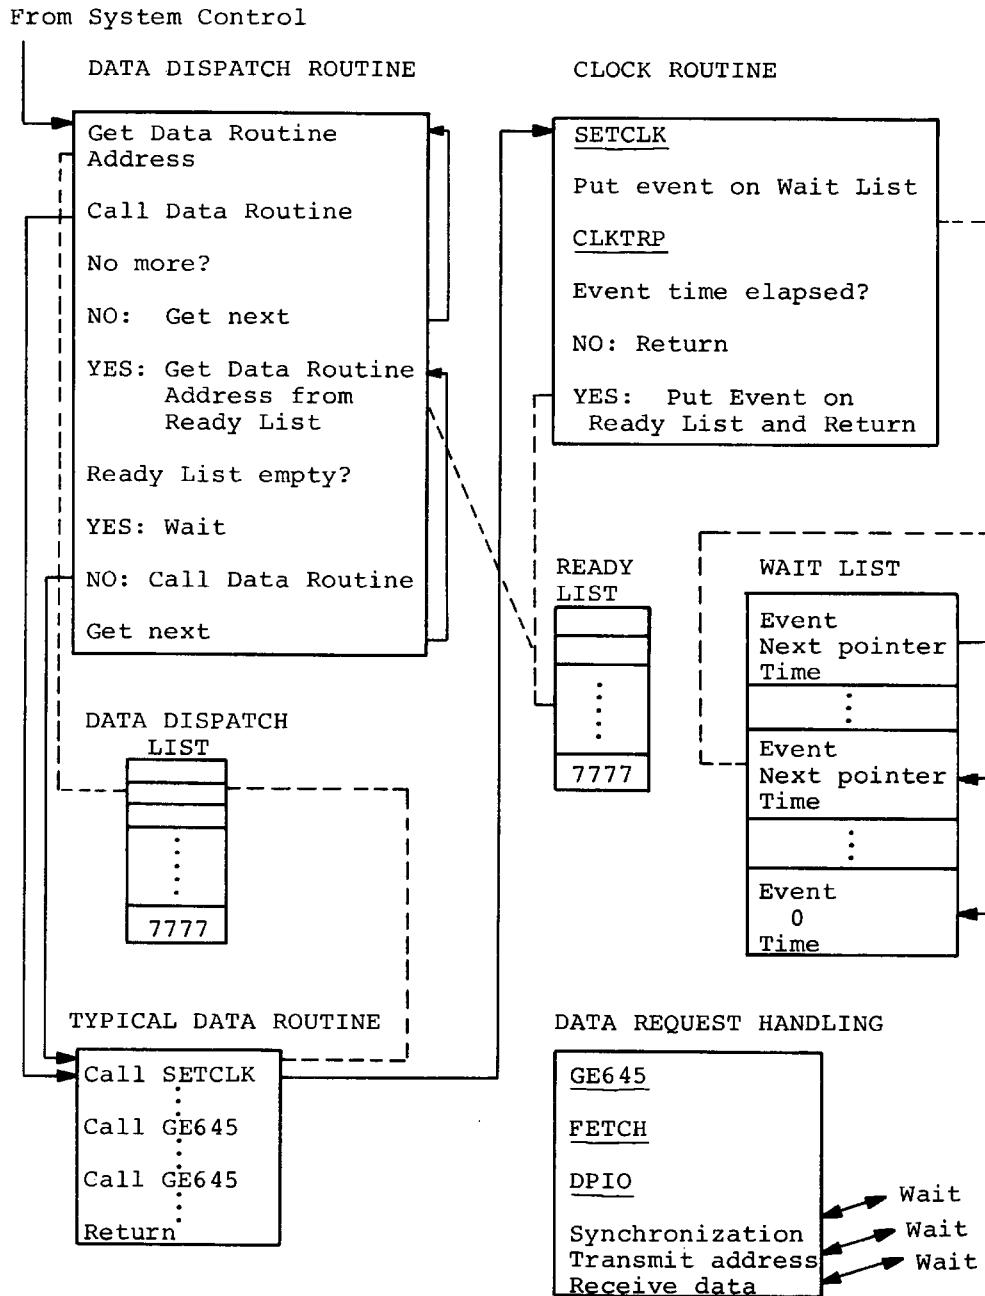 From System Control
DATA DISPATCH ROUTINE
Get Data Routine
Address
Call Data Routine
No more?
NO: Get next
YES: Get Data Routine
Address from
Ready List
Ready List empty?
YES: Wait
NO: Call Data Routine
Get next
CLOCK ROUTINE
SETCLK
Put event on Wait List
CLKTRP
Event time elapsed?
NO: Return
YES: Put Event on
Ready List and Return
READY
LIST
7777
WAIT LIST
Event
Next pointer
Time
Event
Next pointer
Time
Event
0
Time
DATA DISPATCH
LIST
7777
TYPICAL DATA ROUTINE
Call SETCLK
Call GE645
Call GE645
Return
DATA REQUEST HANDLING
GE645
FETCH
DPIO
Synchronization
Transmit address
Receive data
Wait
Wait
Wait